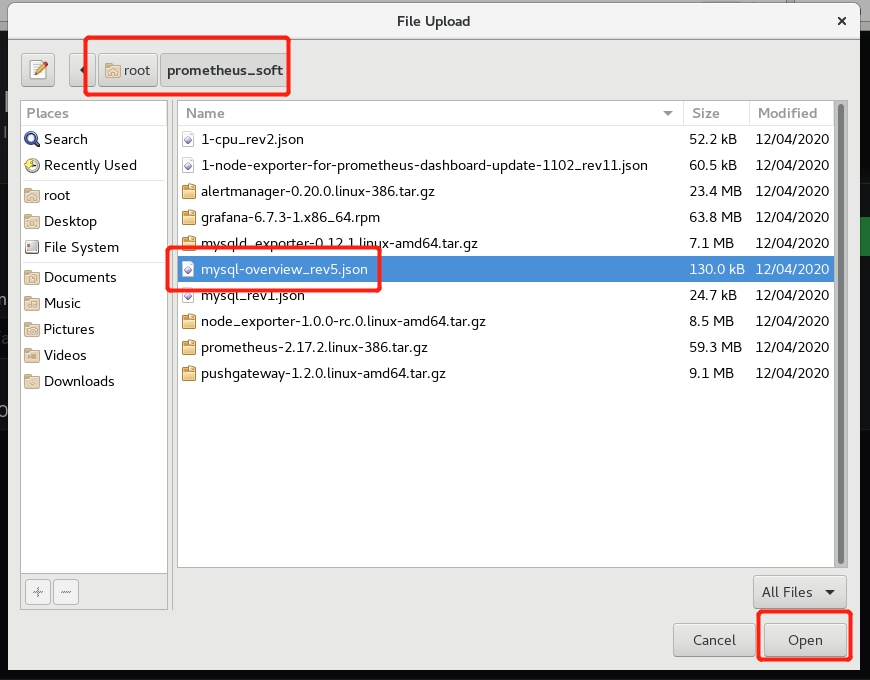 File Upload
root prometheus_soft
Places
Search
Recently Used
root
Desktop
File System
Documents
Music
Pictures
Videos
Downloads
Name Size Modified
1-cpu_rev2.json 52.2 kB 12/04/2020
1-node-exporter-for-prometheus-dashboard-update-1102_rev11.json 60.5 kB 12/04/2020
alertmanager-0.20.0.linux-386.tar.gz 23.4 MB 12/04/2020
grafana-6.7.3-1.x86_64.rpm 63.8 MB 12/04/2020
mysqld_exporter-0.12.1.linux-amd64.tar.gz 7.1 MB 12/04/2020
mysql-overview_rev5.json 130.0 kB 12/04/2020
mysql_rev1.json 24.7 kB 12/04/2020
node_exporter-1.0.0-rc.0.linux-amd64.tar.gz 8.5 MB 12/04/2020
prometheus-2.17.2.linux-386.tar.gz 59.3 MB 12/04/2020
pushgateway-1.2.0.linux-amd64.tar.gz 9.1 MB 12/04/2020
All Files
Cancel Open